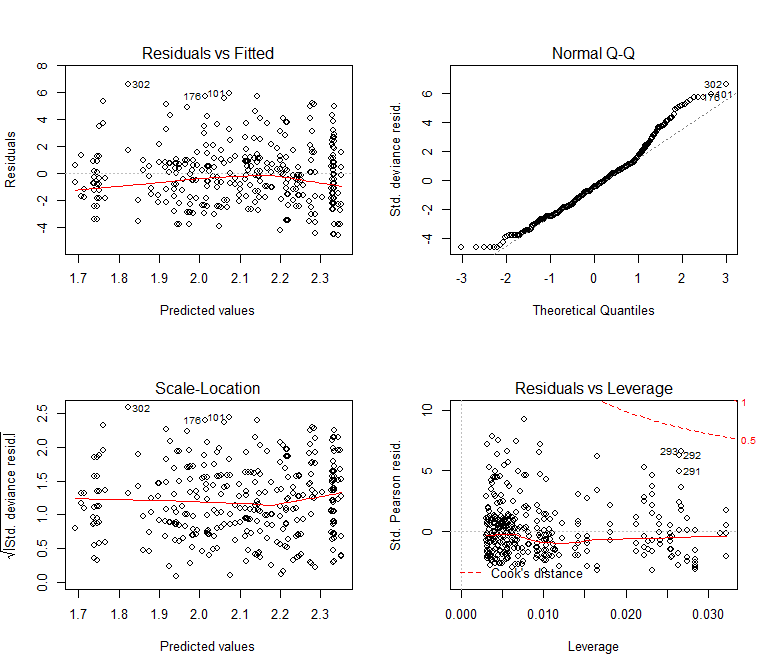 Residuals vs Fitted
Residuals
8
6
4
2
0
-2
-4
302
176
101
1.7 1.8 1.9 2.0 2.1 2.2 2.3
Predicted values
Normal Q-Q
Std. deviance resid.
6
4
2
0
-2
-4
302
176
101
-3 -2 -1 0 1 2 3
Theoretical Quantiles
Scale-Location
√|Std. deviance resid.|
2.5
2.0
1.5
1.0
0.5
0.0
302
176
101
1.7 1.8 1.9 2.0 2.1 2.2 2.3
Predicted values
Residuals vs Leverage
Std. Pearson resid.
10
5
0
1
0.5
293
292
291
Cook's distance
0.000 0.010 0.020 0.030
Leverage